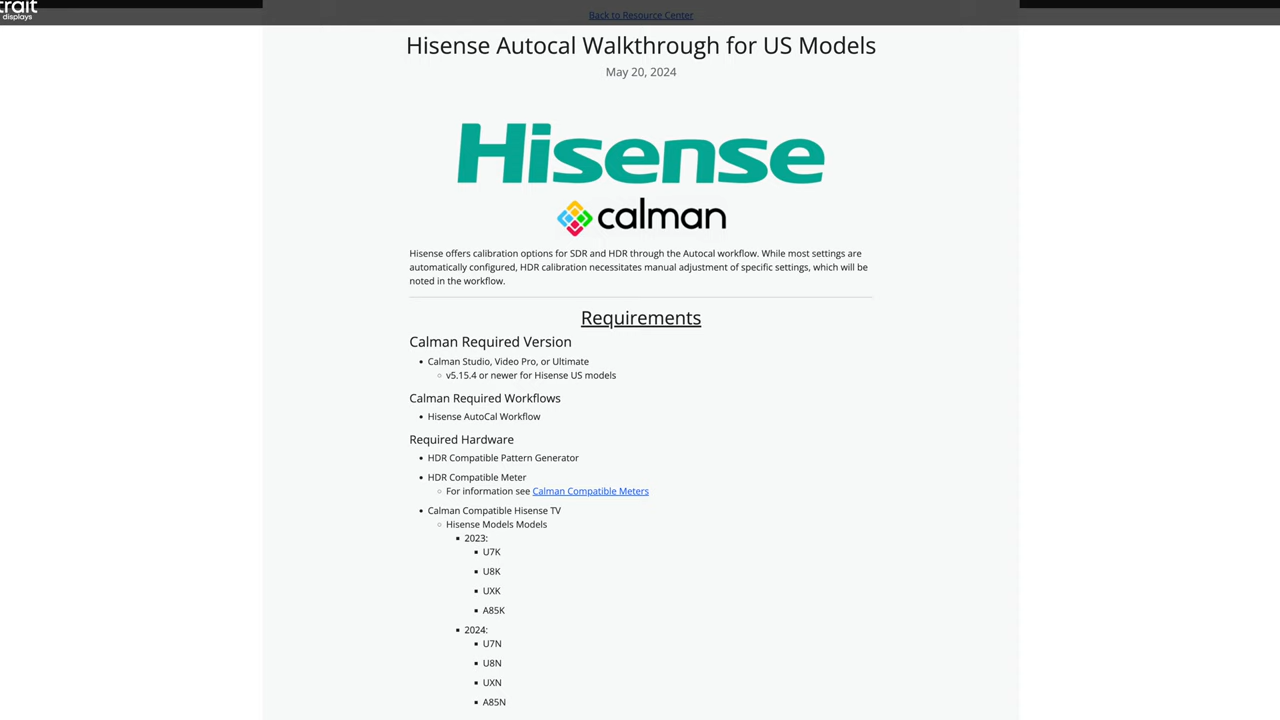 trait
displays
Back to Resource Center
Hisense Autocal Walkthrough for US Models
May 20, 2024
Hisense
calman
Hisense offers calibration options for SDR and HDR through the Autocal workflow. While most settings are
automatically configured, HDR calibration necessitates manual adjustment of specific settings, which will be
noted in the workflow.
Requirements
Calman Required Version
Calman Studio, Video Pro, or Ultimate
v5.15.4 or newer for Hisense US models
Calman Required Workflows
Hisense AutoCal Workflow
Required Hardware
HDR Compatible Pattern Generator
HDR Compatible Meter
For information see Calman Compatible Meters
Calman Compatible Hisense TV
Hisense Models Models
2023:
U7K
U8K
UXK
A85K
2024:
U7N
U8N
UXN
A85N